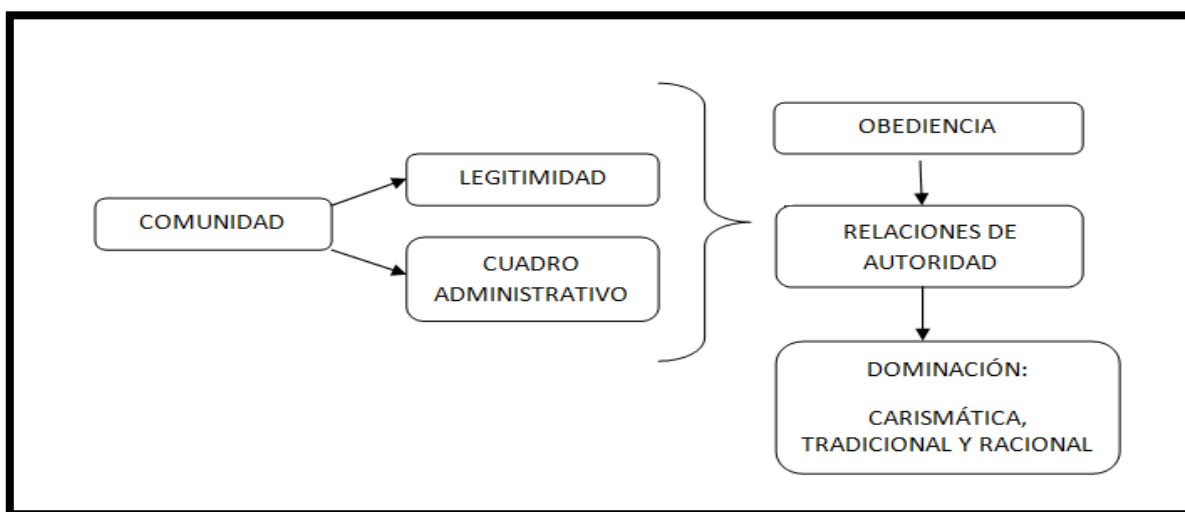 COMUNIDAD
LEGITIMIDAD
CUADRO
ADMINISTRATIVO
OBEDIENCIA
RELACIONES DE
AUTORIDAD
DOMINACIÓN:
CARISMÁTICA,
TRADICIONAL Y RACIONAL